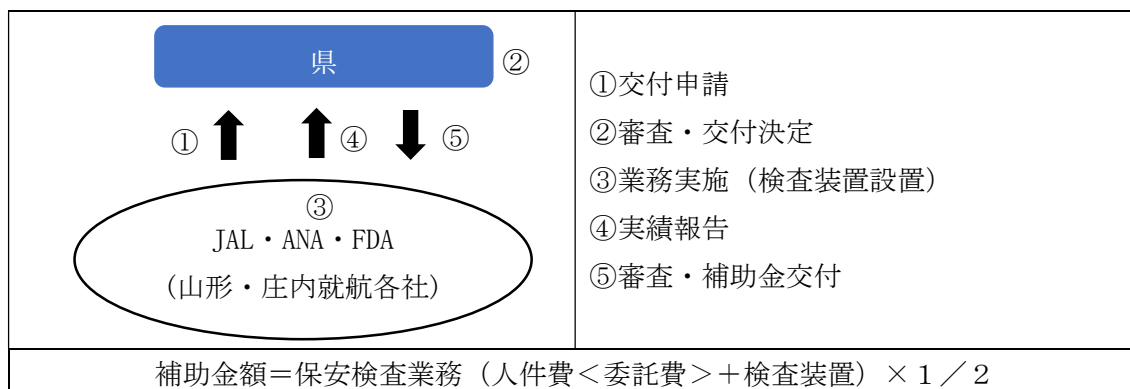 県
②
①
④
⑤
③
JAL・ANA・FDA
(山形・庄内就航各社)
①交付申請
②審査・交付決定
③業務実施（検査装置設置）
④実績報告
⑤審査・補助金交付
補助金額＝保安検査業務（人件費＜委託費＞＋検査装置）×１／２